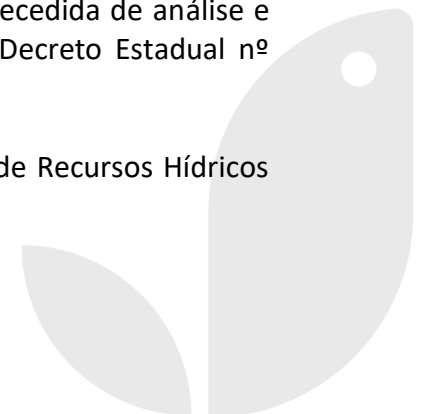 ecedida de análise e
Decreto Estadual nº
de Recursos Hídricos